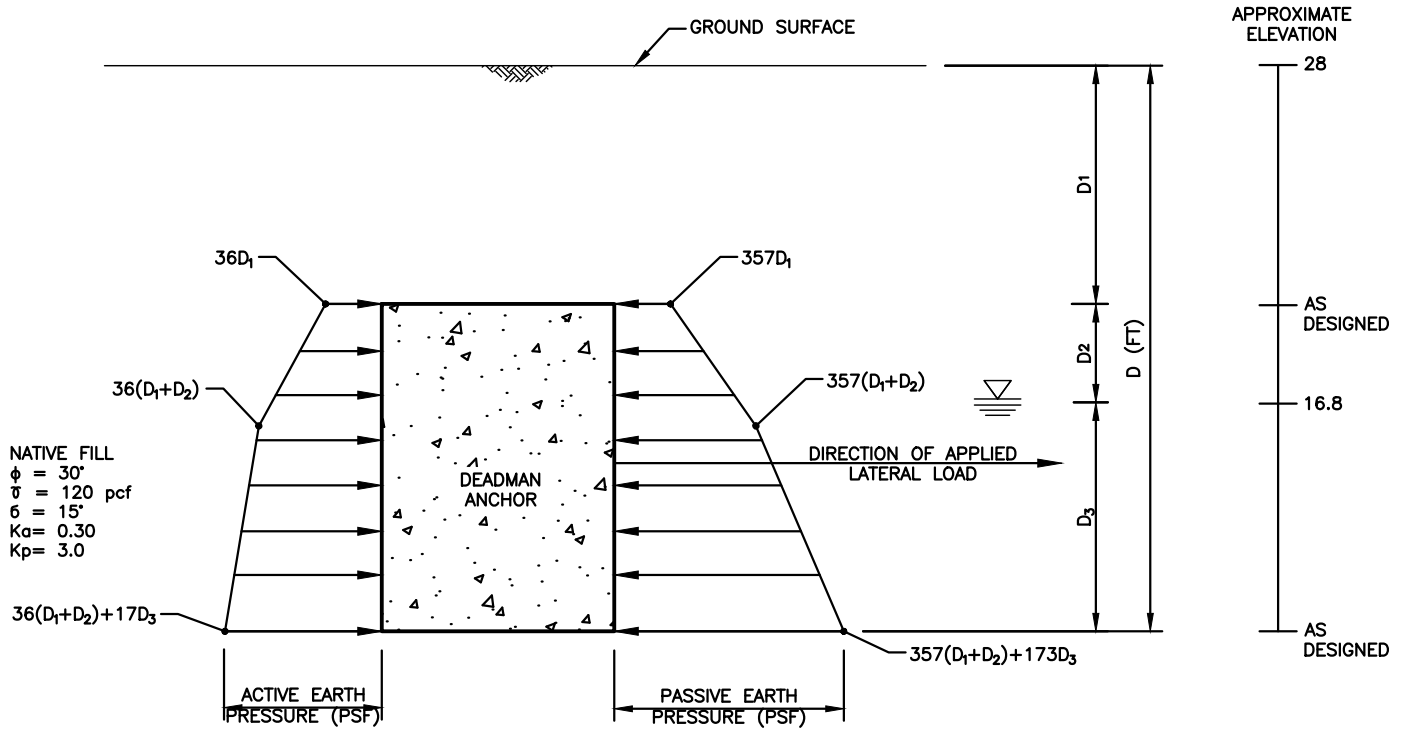 GROUND SURFACE
APPROXIMATE
ELEVATION
28
D1
36D₁
357D₁
AS
DESIGNED
D2
D (FT)
36(D₁+D₂)
357(D₁+D₂)
16.8
NATIVE FILL
ϕ = 30°
ɣ = 120 pcf
δ = 15°
Ka= 0.30
Kp= 3.0
DEADMAN
ANCHOR
DIRECTION OF APPLIED
LATERAL LOAD
D₃
36(D₁+D₂)+17D₃
357(D₁+D₂)+173D₃
AS
DESIGNED
ACTIVE EARTH
PRESSURE (PSF)
PASSIVE EARTH
PRESSURE (PSF)